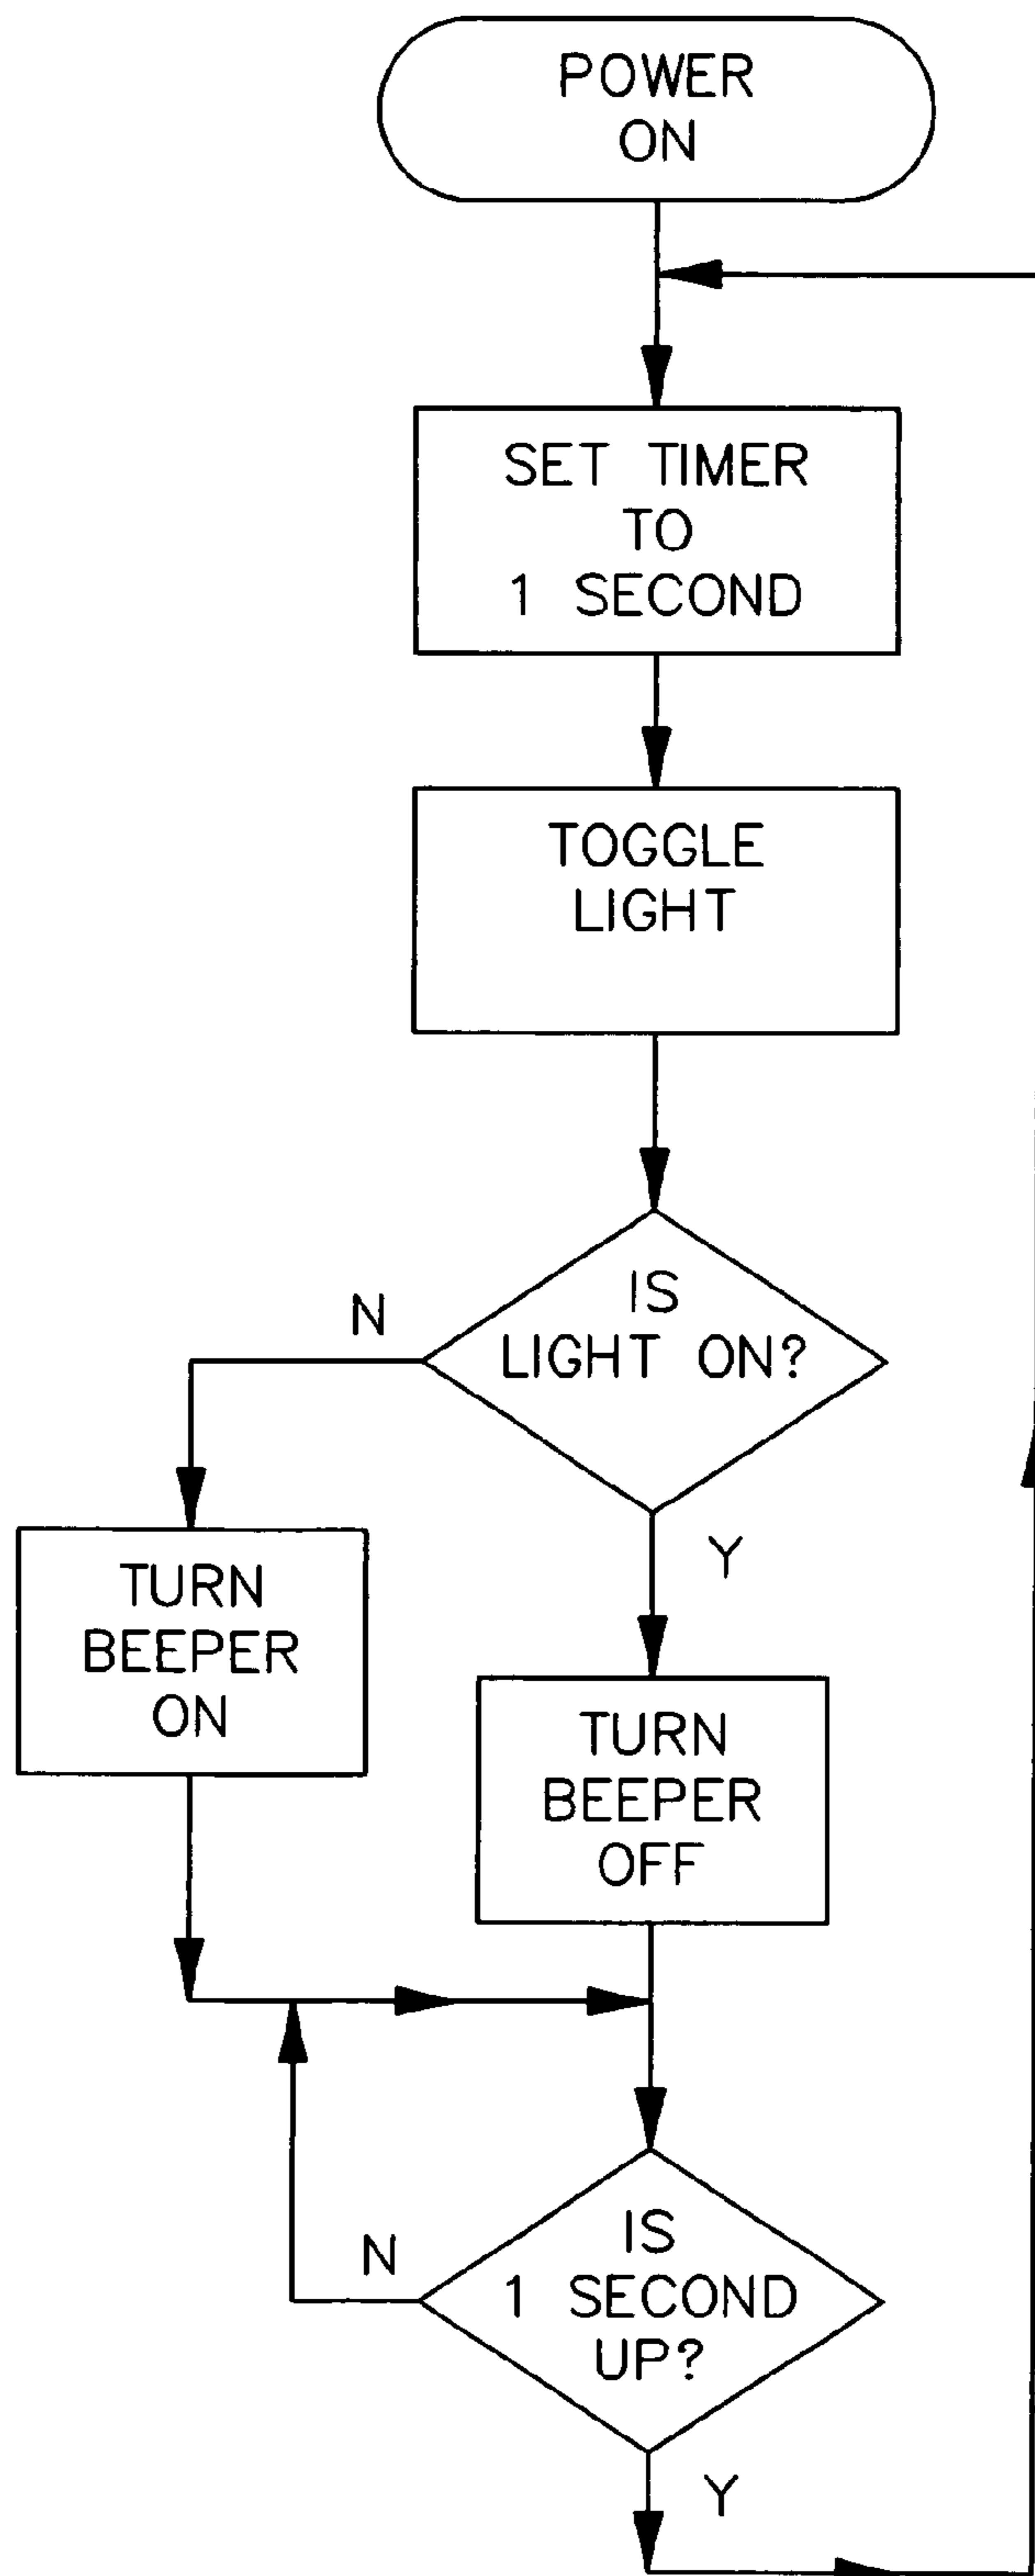 POWER
ON
SET TIMER
TO
1 SECOND
TOGGLE
LIGHT
IS
LIGHT ON?
N
Y
TURN
BEEPER
ON
TURN
BEEPER
OFF
IS
1 SECOND
UP?
N
Y